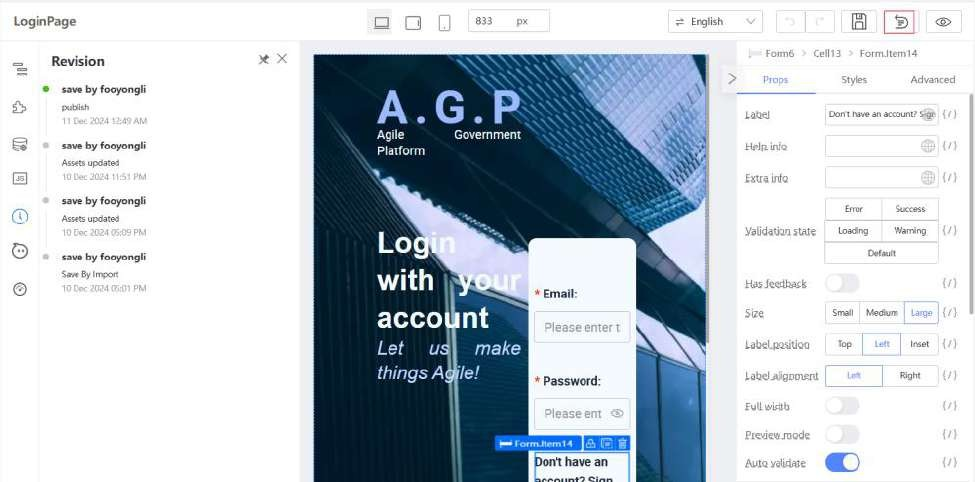 LoginPage
833 px
English
Revision
save by fooyongli
publish
11 Dec 2024 12:49 AM
save by fooyongli
Assets updated
10 Dec 2024 11:51 PM
save by fooyongli
Assets updated
10 Dec 2024 05:09 PM
save by fooyongli
Save By Import
10 Dec 2024 05:01 PM
JS
A.G.P
Agile Government
Platform
Login
with your
account
Let us make
things Agile!
* Email:
Please enter t
* Password:
Please ent
Form.Item14
Don't have an
account? Sign
Form6 > Cell13 > Form.Item14
Props Styles Advanced
Label Don't have an account? Sign {/}
Help info {/}
Extra info {/}
Validation state Error Success Loading Warning Default {/}
Has feedback {/}
Size Small Medium Large {/}
Label position Top Left Inset {/}
Label alignment Left Right {/}
Full width {/}
Preview mode {/}
Auto validate {/}